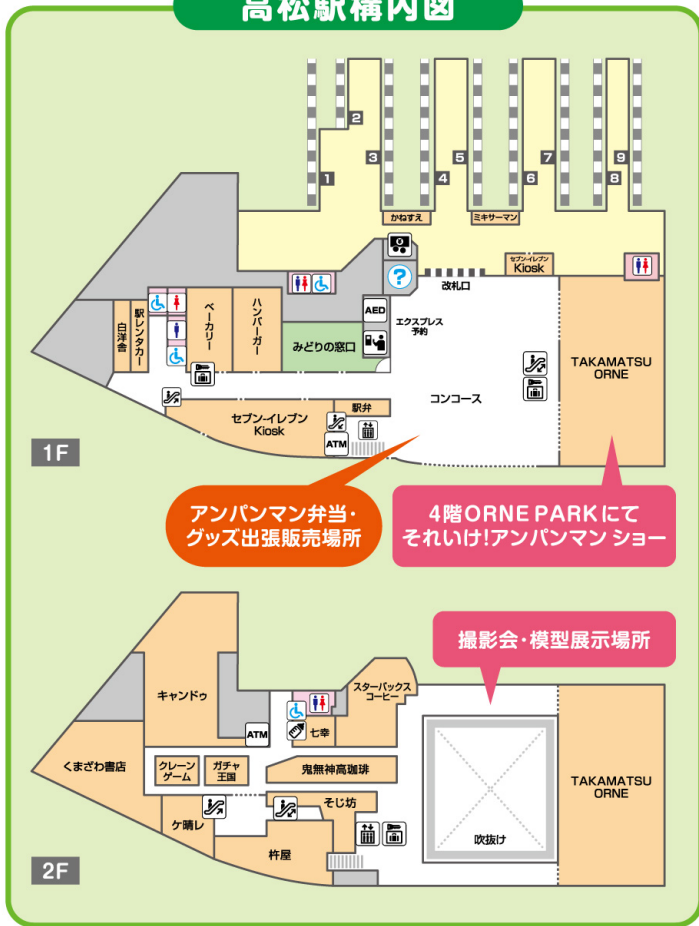 高松駅構内図
1
2
3
4
5
6
7
8
9
かねすえ
ミキサーマン
セブン-イレブン
Kiosk
改札口
AED
エクスプレス
予約
白洋舎
駅レンタカー
ベーカリー
ハンバーガー
みどりの窓口
?
コンコース
TAKAMATSU
ORNE
セブン-イレブン
Kiosk
駅弁
ATM
1F
アンパンマン弁当・
グッズ出張販売場所
4階ORNE PARKにて
それいけ!アンパンマン ショー
撮影会・模型展示場所
キャンドゥ
スターバックス
コーヒー
ATM
七幸
くまざわ書店
クレーン
ゲーム
ガチャ
王国
鬼無神高珈琲
TAKAMATSU
ORNE
ケ晴レ
そじ坊
杵屋
吹抜け
2F